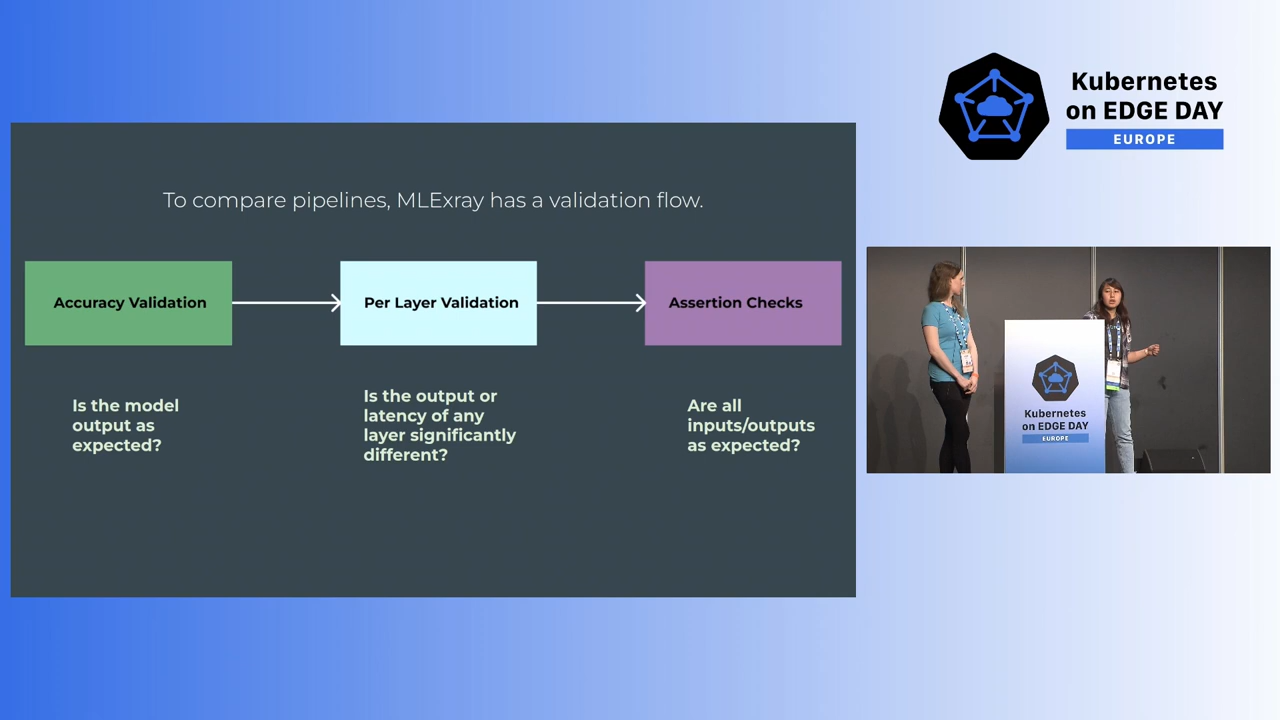 Kubernetes
on EDGE DAY
EUROPE
To compare pipelines, MLExray has a validation flow.
Accuracy Validation
Per Layer Validation
Assertion Checks
Is the model
output as
expected?
Is the output or
latency of any
layer significantly
different?
Are all
inputs/outputs
as expected?
Kubernetes
on EDGE DAY
EUROPE